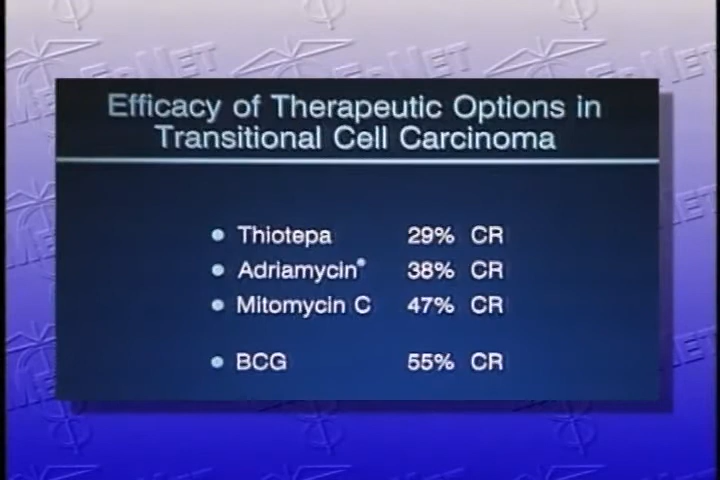 Efficacy of Therapeutic Options in
Transitional Cell Carcinoma
• Thiotepa 29% CR
• Adriamycin® 38% CR
• Mitomycin C 47% CR
• BCG 55% CR